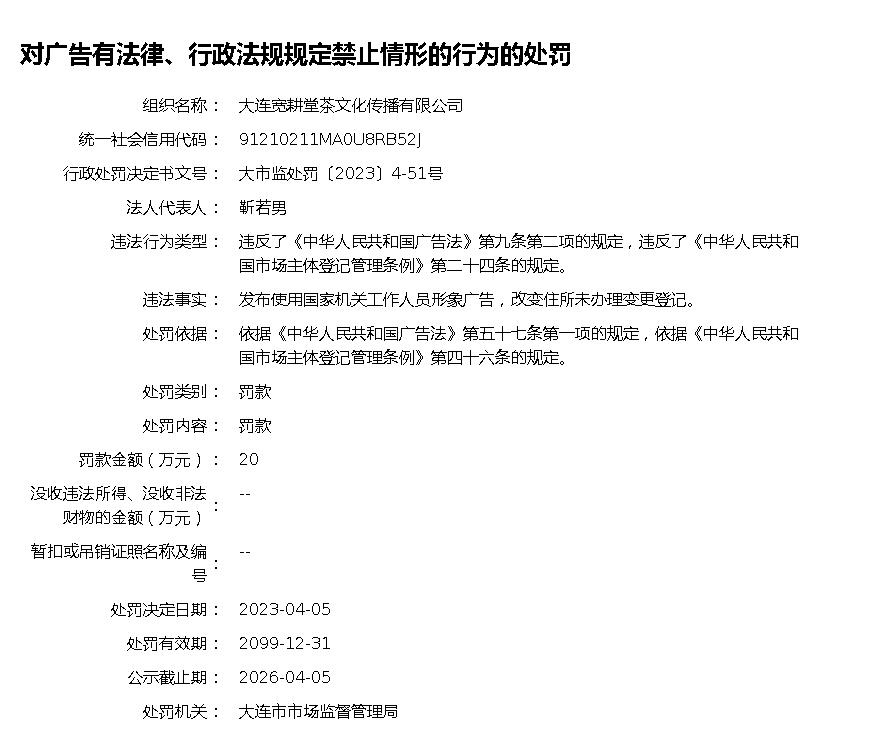 对广告有法律、行政法规规定禁止情形的行为的处罚
组织名称： 大连宽耕堂茶文化传播有限公司
统一社会信用代码： 91210211MA0U8RB52J
行政处罚决定书文号： 大市监处罚〔2023〕4-51号
法人代表人： 靳若男
违法行为类型： 违反了《中华人民共和国广告法》第九条第二项的规定，违反了《中华人民共和
国市场主体登记管理条例》第二十四条的规定。
违法事实： 发布使用国家机关工作人员形象广告，改变住所未办理变更登记。
处罚依据： 依据《中华人民共和国广告法》第五十七条第一项的规定，依据《中华人民共和
国市场主体登记管理条例》第四十六条的规定。
处罚类别： 罚款
处罚内容： 罚款
罚款金额（万元）： 20
没收违法所得、没收非法
财物的金额（万元）： --
暂扣或吊销证照名称及编
号： --
处罚决定日期： 2023-04-05
处罚有效期： 2099-12-31
公示截止期： 2026-04-05
处罚机关： 大连市市场监督管理局